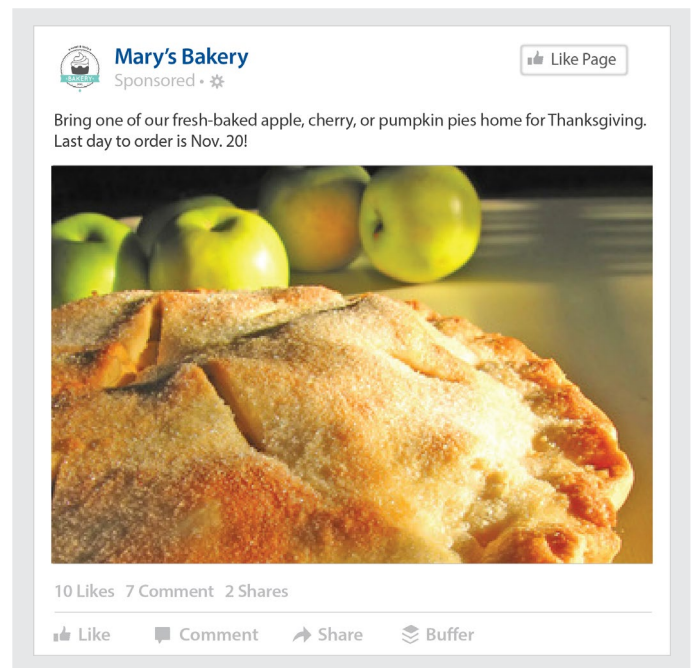 Mary's Bakery
Like Page
BAKERY
Sponsored •
Bring one of our fresh-baked apple, cherry, or pumpkin pies home for Thanksgiving.
Last day to order is Nov. 20!
10 Likes 7 Comment 2 Shares
Like Comment Share Buffer